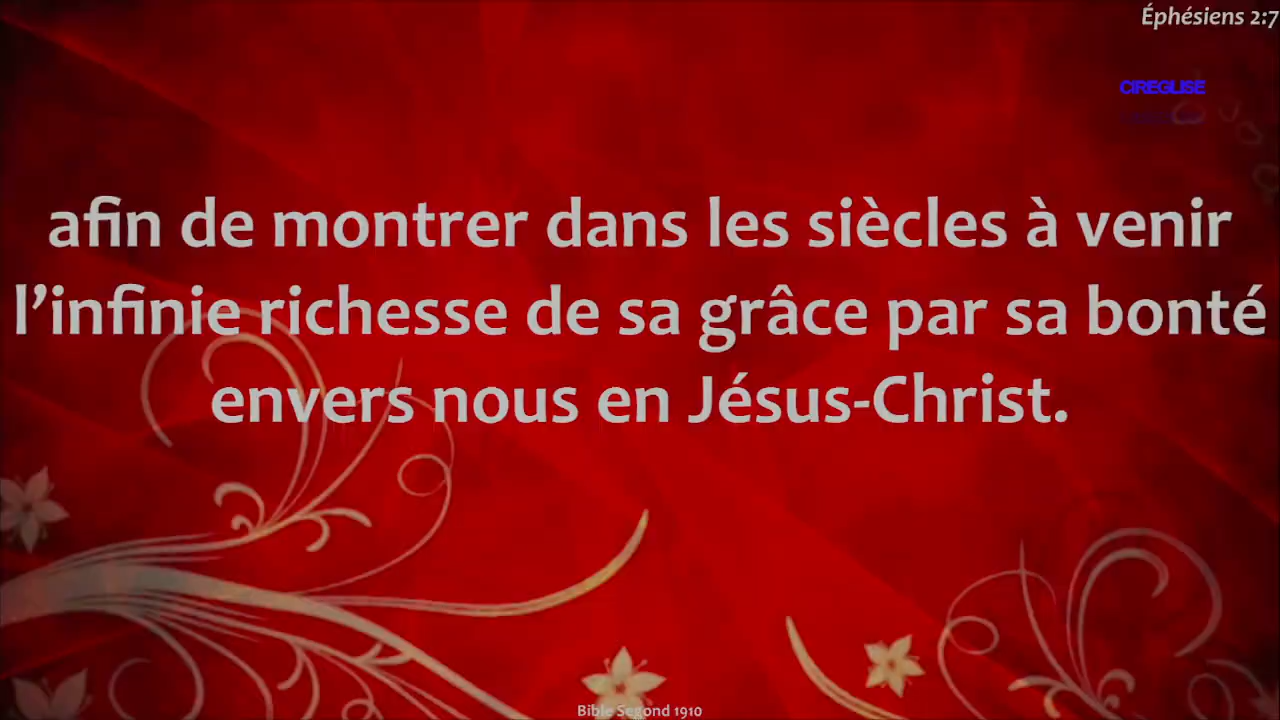 Éphésiens 2:7
CIREGLISE
afin de montrer dans les siècles à venir
l’infinie richesse de sa grâce par sa bonté
envers nous en Jésus-Christ.
Bible Segond 1910